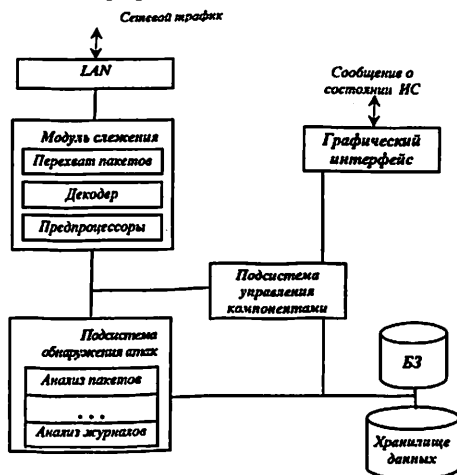 Сетевой трафик
LAN
Сообщение о
состоянии ИС
Модуль слежения
Перехват пакетов
Декодер
Предпроцессоры
Графический
интерфейс
Подсистема
управления
компонентами
Подсистема
обнаружения атак
Анализ пакетов
...
Анализ журналов
БЗ
Хранилище
данных